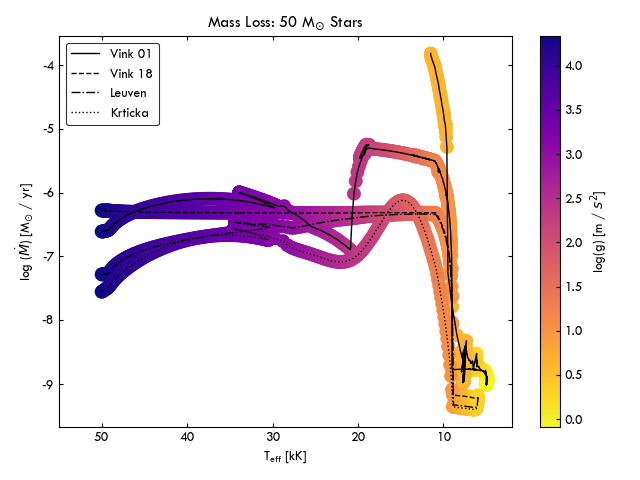 Mass Loss: 50 M⊙ Stars
Vink 01
Vink 18
Leuven
Krticka
-4
-5
-6
-7
-8
-9
log (Ṁ) [M⊙ / yr]
50
40
30
20
10
T_eff [kK]
4.0
3.5
3.0
2.5
2.0
1.5
1.0
0.5
0.0
log(g) [m / S²]